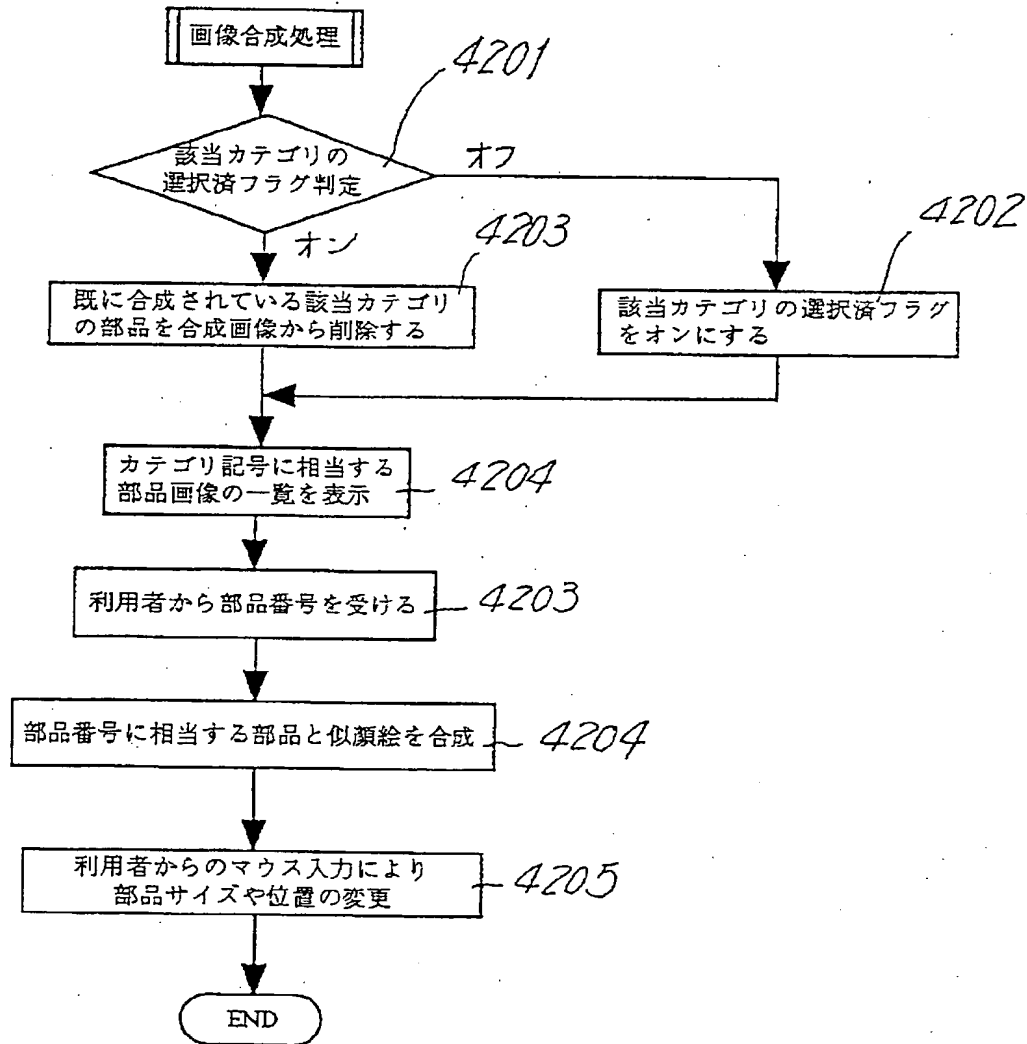 画像合成処理
4201
該当カテゴリの
選択済フラグ判定
オフ
オン
4203
4202
既に合成されている該当カテゴリ
の部品を合成画像から削除する
該当カテゴリの選択済フラグ
をオンにする
カテゴリ記号に相当する
部品画像の一覧を表示
4204
利用者から部品番号を受ける
4203
部品番号に相当する部品と似顔絵を合成
4204
利用者からのマウス入力により
部品サイズや位置の変更
4205
END